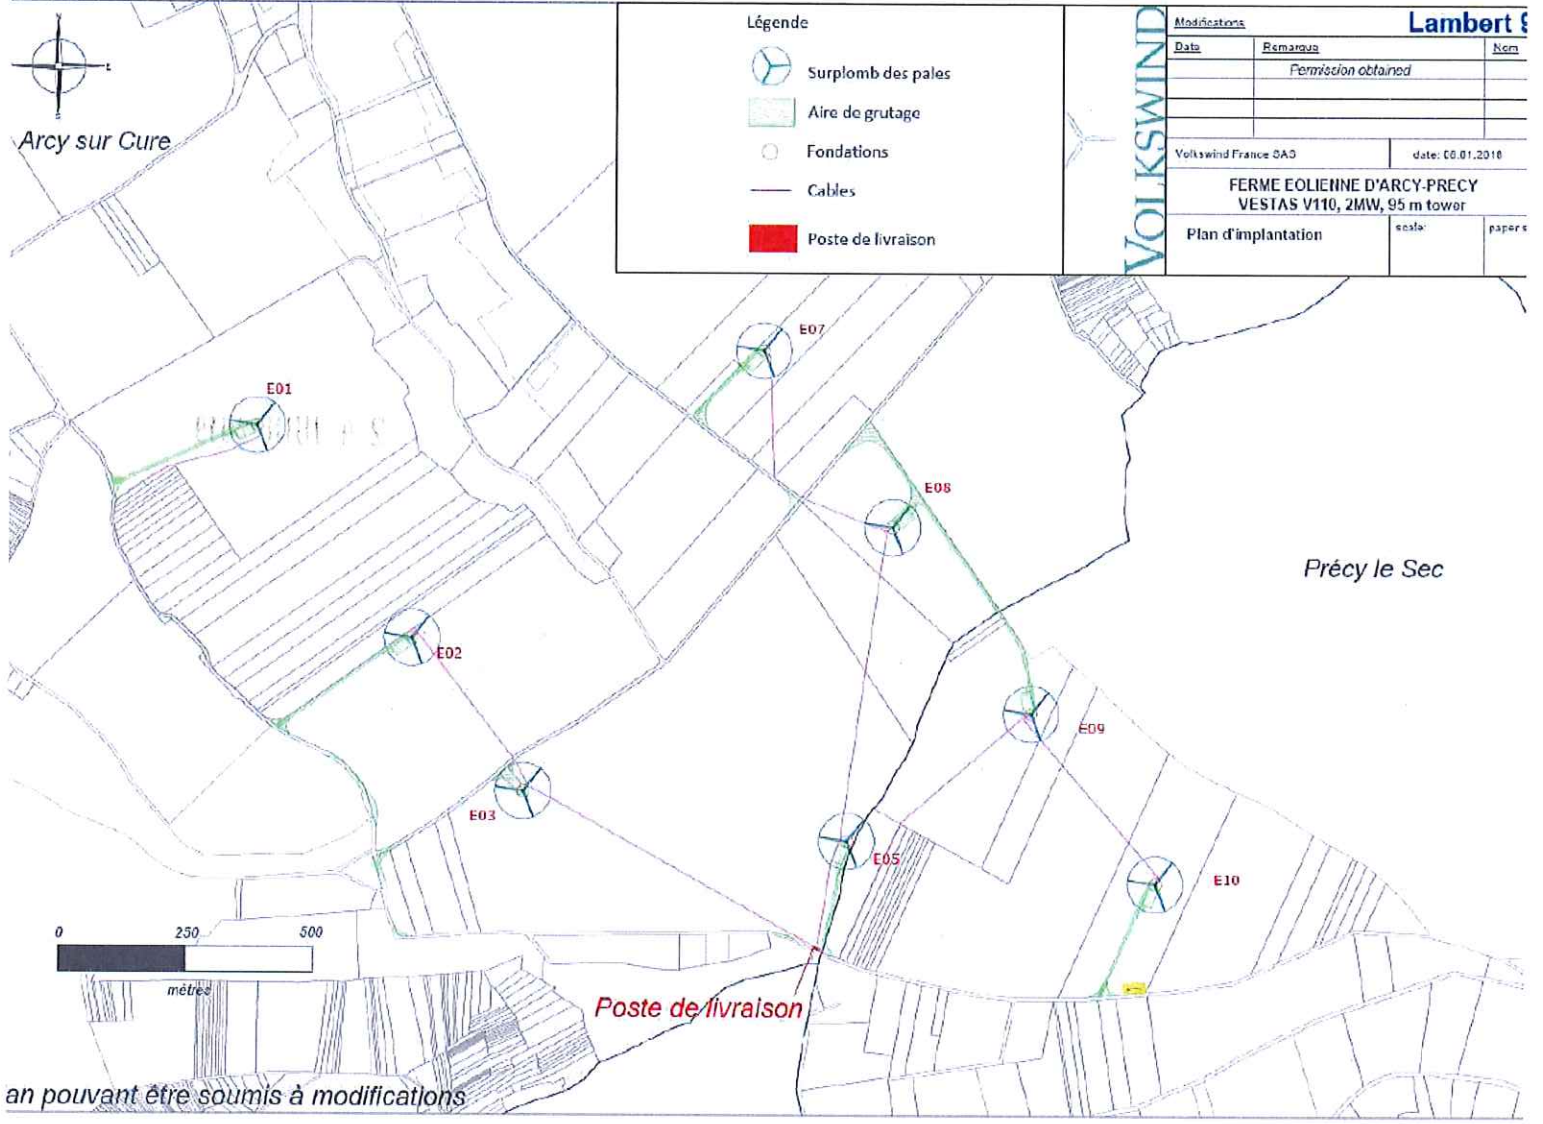 Légende
Surplomb des pales
Aire de grutage
Fondations
Cables
Poste de livraison
VOLKSWIND
Modifications
Lambert 9
Date
Remarque
Nom
Permission obtained
Volkswind France SAS
date: 08.01.2018
FERME EOLIENNE D'ARCY-PRECY
VESTAS V110, 2MW, 95 m tower
Plan d'implantation
scale:
paper s
N
E
S
Arcy sur Cure
E07
E01
E08
Précy le Sec
E02
E09
E03
E05
E10
0 250 500
mètres
Poste de livraison
an pouvant être soumis à modifications